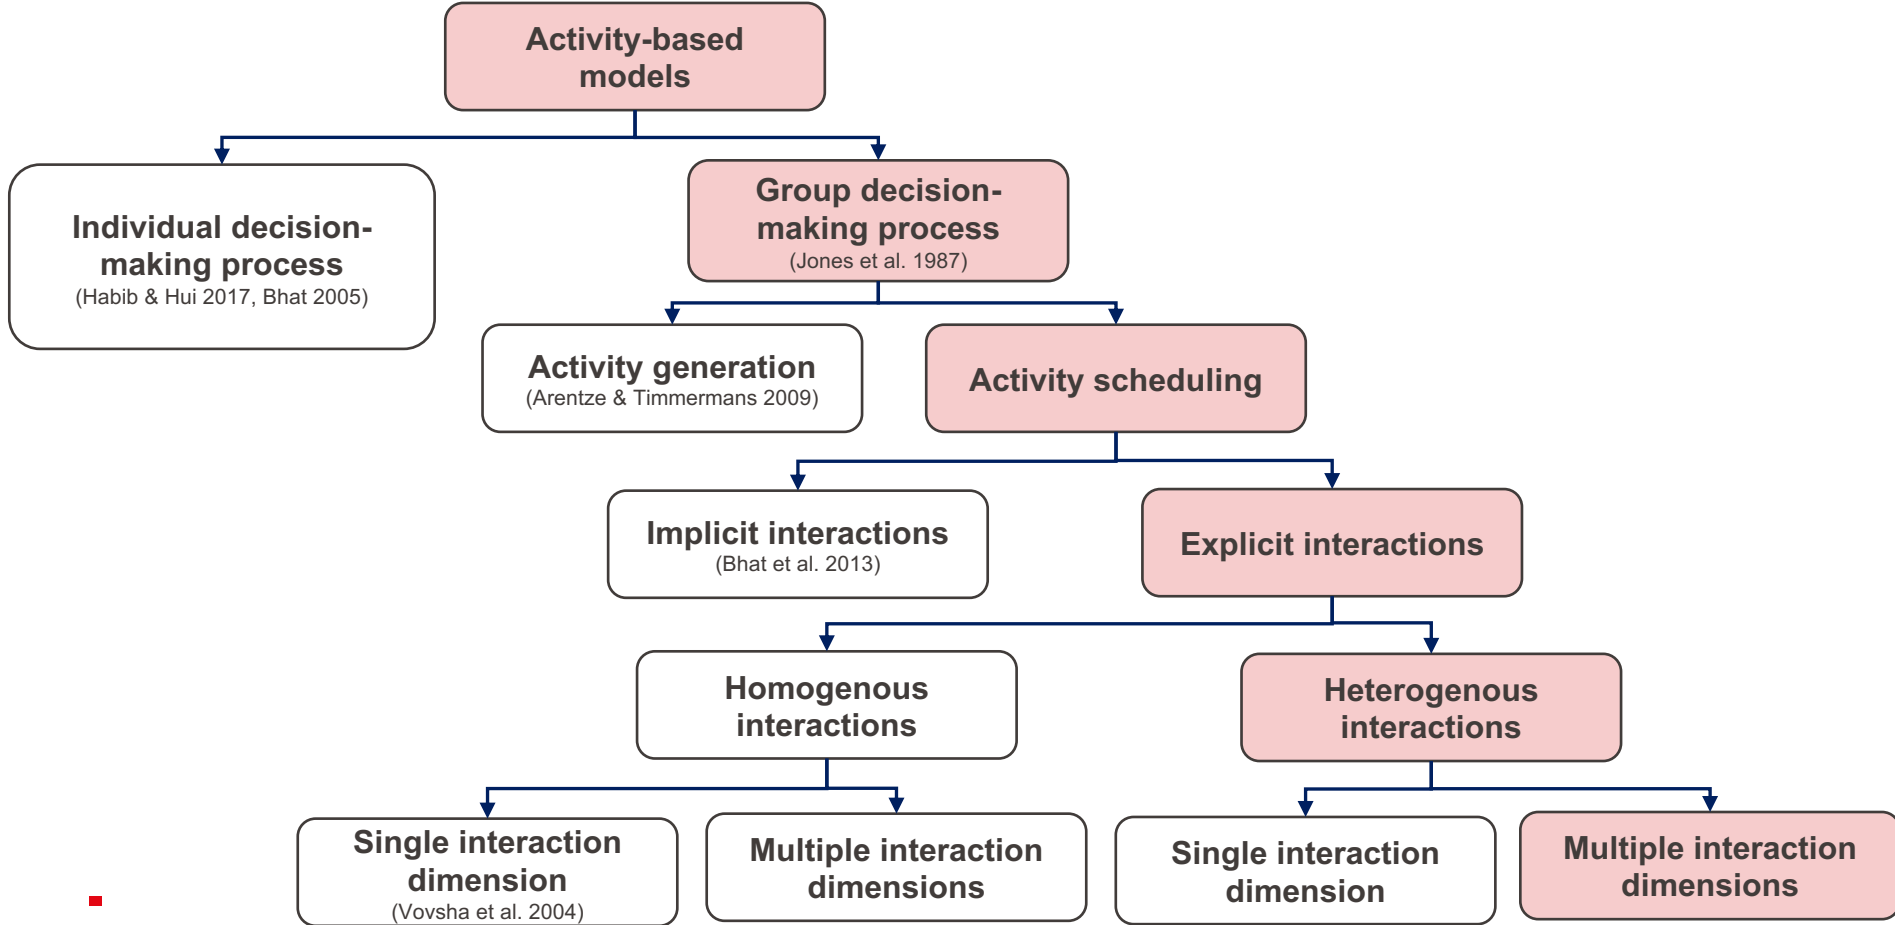 Activity-based
models
Individual decision-
making process
(Habib & Hui 2017, Bhat 2005)
Group decision-
making process
(Jones et al. 1987)
Activity generation
(Arentze & Timmermans 2009)
Activity scheduling
Implicit interactions
(Bhat et al. 2013)
Explicit interactions
Homogenous
interactions
Heterogenous
interactions
Single interaction
dimension
(Vovsha et al. 2004)
Multiple interaction
dimensions
Single interaction
dimension
Multiple interaction
dimensions